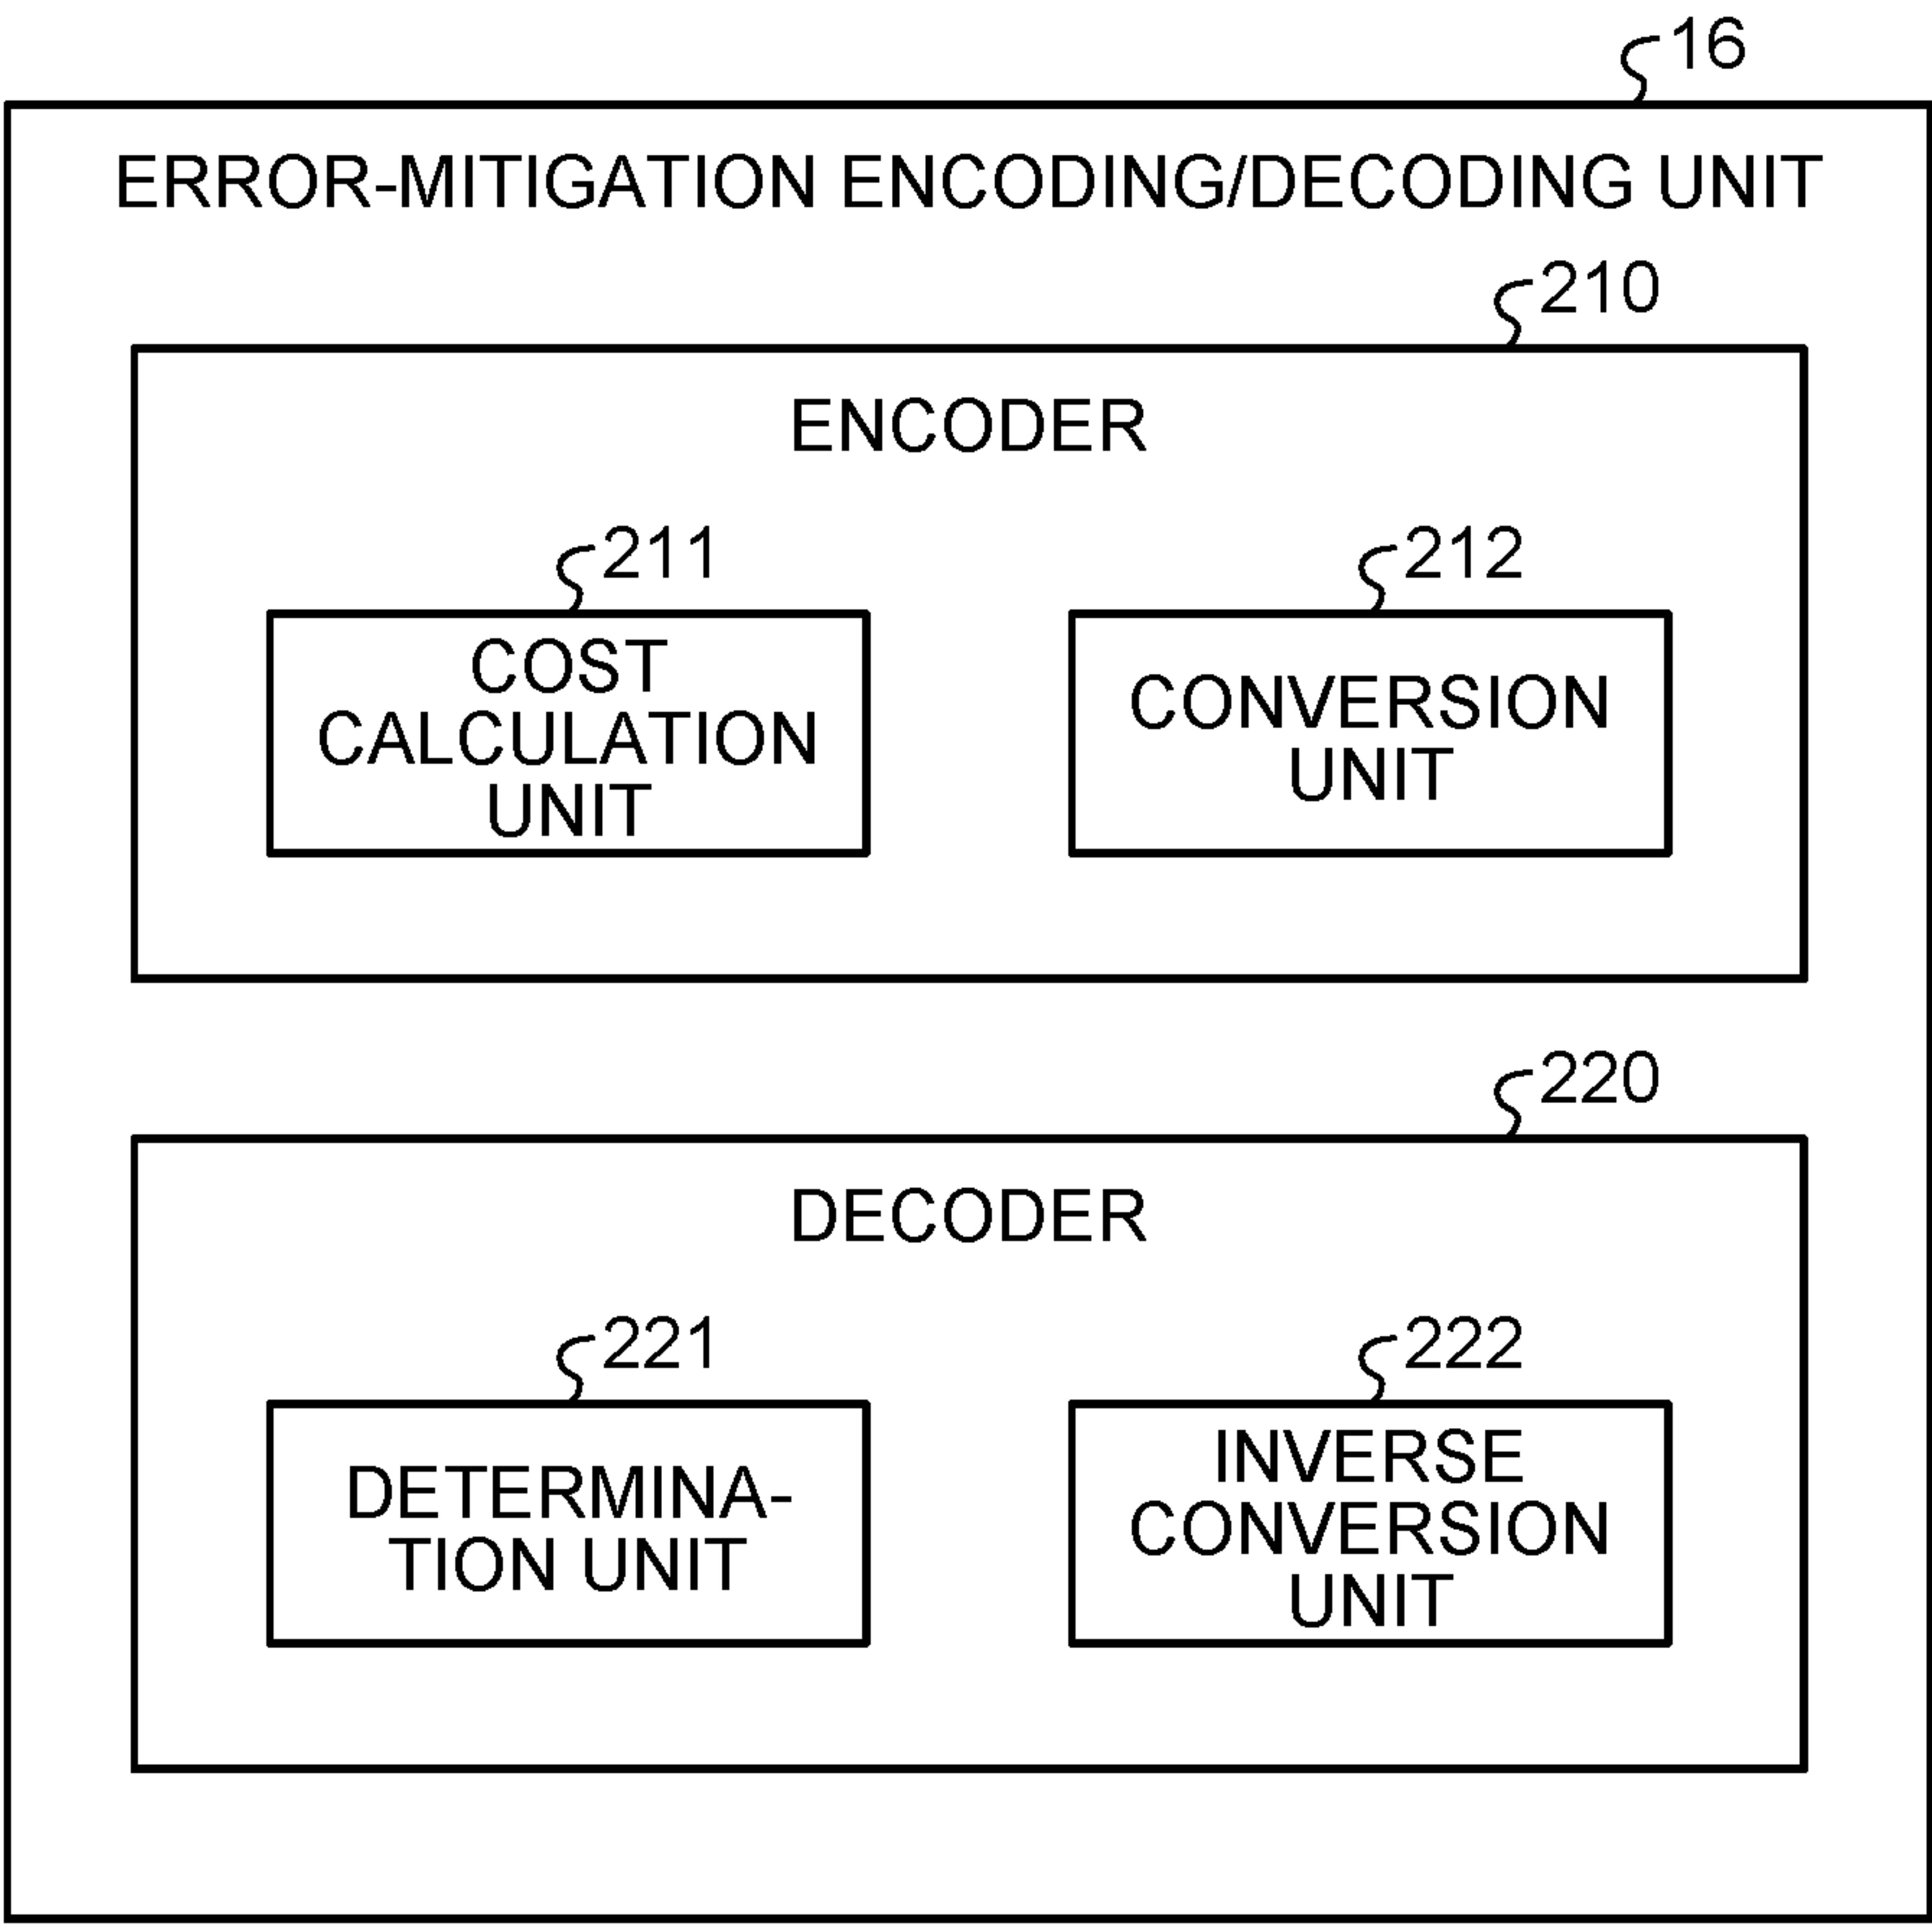 16
ERROR-MITIGATION ENCODING/DECODING UNIT
210
ENCODER
211
COST
CALCULATION
UNIT
212
CONVERSION
UNIT
220
DECODER
221
DETERMINA-
TION UNIT
222
INVERSE
CONVERSION
UNIT